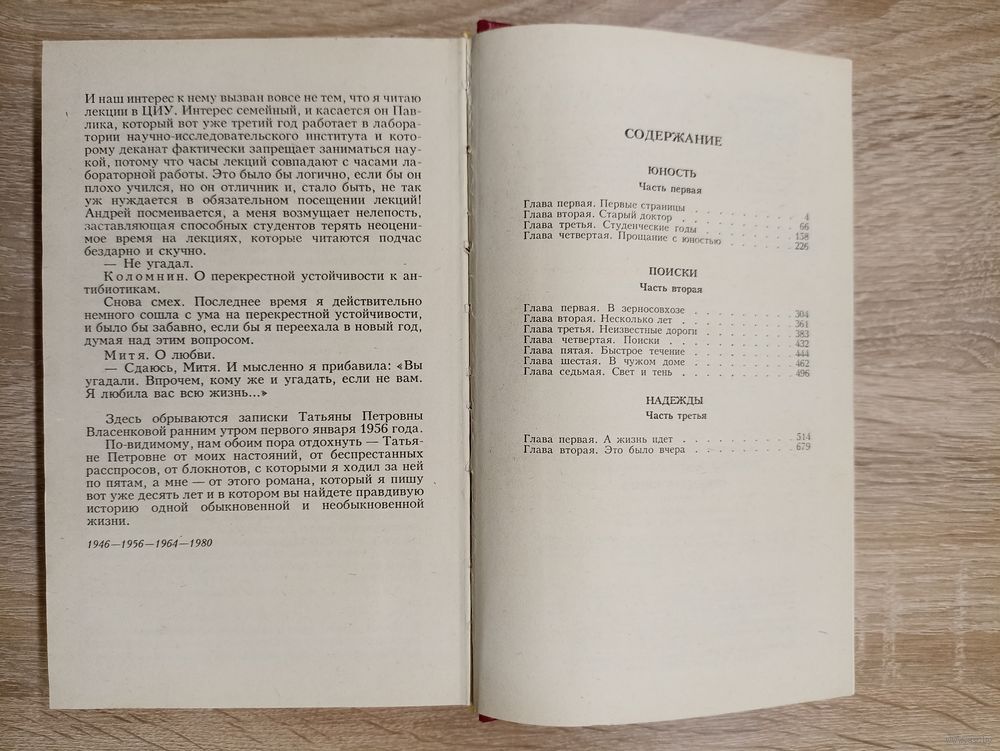 И наш интерес к нему вызван вовсе не тем, что я читаю
лекции в ЦИУ. Интерес семейный, и касается он Пав-
лика, который вот уже третий год работает в лабора-
тории научно-исследовательского института и кото-
рому деканат фактически запрещает заниматься нау-
кой, потому что часы лекций совпадают с часами ла-
бораторной работы. Это было бы логично, если бы он
плохо учился, но он отличник и, стало быть, не так
уж нуждается в обязательном посещении лекций!
Андрей посмеивается, а меня возмущает нелепость,
заставляющая способных студентов терять неоцени-
мое время на лекциях, которые читаются подчас
бездарно и скучно.
— Не угадал.
Коломнин. О перекрестной устойчивости к ан-
тибиотикам.
Снова смех. Последнее время я действительно
немного сошла с ума на перекрестной устойчивости,
и было бы забавно, если бы я переехала в новый год,
думая над этим вопросом.
Митя. О любви.
— Сдаюсь, Митя. И мысленно я прибавила: «Вы
угадали. Впрочем, кому же и угадать, если не вам.
Я любила вас всю жизнь...»
Здесь обрываются записки Татьяны Петровны
Власенковой ранним утром первого января 1956 года.
По-видимому, нам обоим пора отдохнуть — Татья-
не Петровне от моих настояний, от беспрестанных
расспросов, от блокнотов, с которыми я ходил за ней
по пятам, а мне — от этого романа, который я пишу
вот уже десять лет и в котором вы найдете правдивую
историю одной обыкновенной и необыкновенной
жизни.
1946—1956—1964—1980
СОДЕРЖАНИЕ
ЮНОСТЬ
Часть первая
Глава первая. Первые страницы . . . . . . . . 4
Глава вторая. Старый доктор . . . . . . . . 66
Глава третья. Студенческие годы . . . . . . . 158
Глава четвертая. Прощание с юностью . . . . . 226
ПОИСКИ
Часть вторая
Глава первая. В зерносовхозе . . . . . . . . 304
Глава вторая. Несколько лет . . . . . . . . 361
Глава третья. Неизвестные дороги . . . . . . 383
Глава четвертая. Поиски . . . . . . . . . 432
Глава пятая. Быстрое течение . . . . . . . . 444
Глава шестая. В чужом доме . . . . . . . . 462
Глава седьмая. Свет и тень . . . . . . . . 496
НАДЕЖДЫ
Часть третья
Глава первая. А жизнь идет . . . . . . . . 514
Глава вторая. Это было вчера . . . . . . . . 679